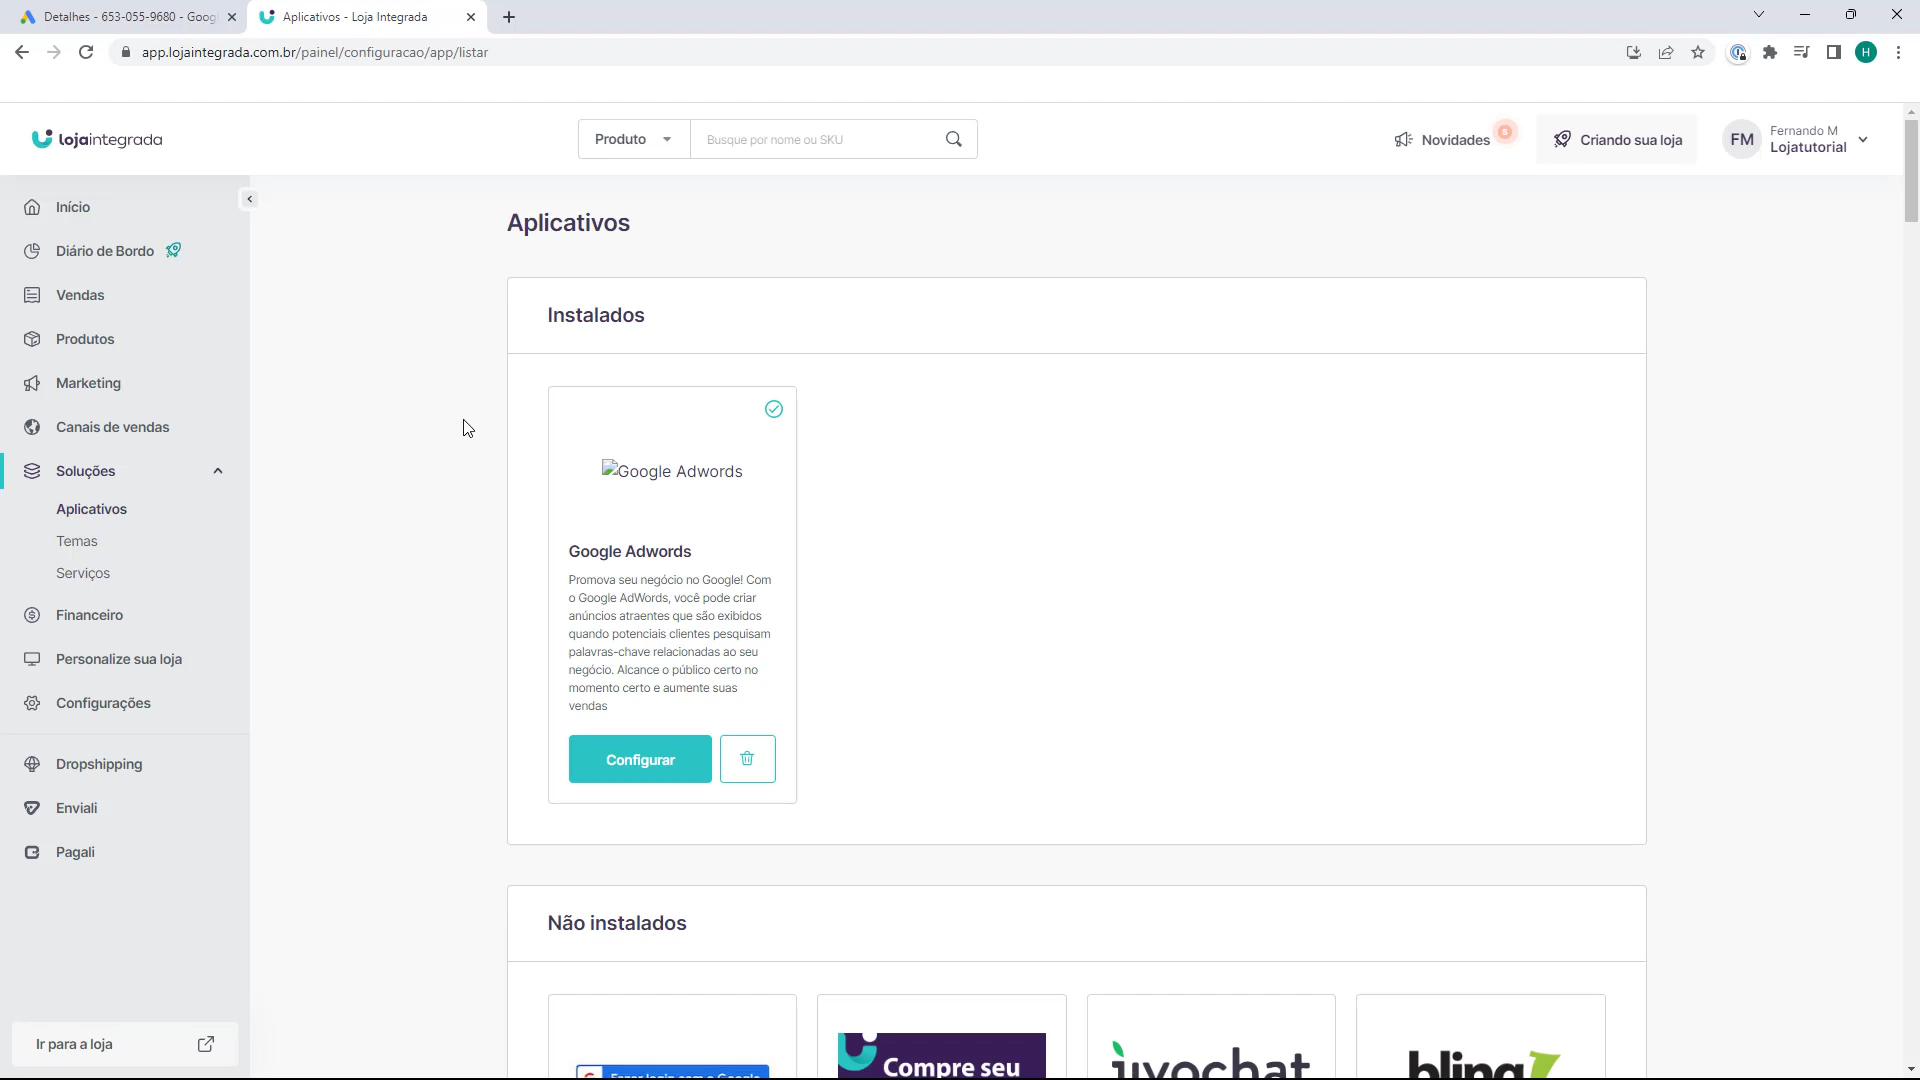 Detalhes - 653-055-9680 - Goog
Aplicativos - Loja Integrada
app.lojaintegrada.com.br/painel/configuracao/app/listar
H
lojaintegrada
Produto
Busque por nome ou SKU
Novidades
5
Criando sua loja
FM
Fernando M
Lojatutorial
Início
Diário de Bordo
Vendas
Produtos
Marketing
Canais de vendas
Soluções
Aplicativos
Temas
Serviços
Financeiro
Personalize sua loja
Configurações
Dropshipping
Enviali
Pagali
Ir para a loja
Aplicativos
Instalados
Google Adwords
Google Adwords
Promova seu negócio no Google! Com
o Google AdWords, você pode criar
anúncios atraentes que são exibidos
quando potenciais clientes pesquisam
palavras-chave relacionadas ao seu
negócio. Alcance o público certo no
momento certo e aumente suas
vendas
Configurar
Não instalados
Fazer login com o Google
Compre seu
jivochat
bling